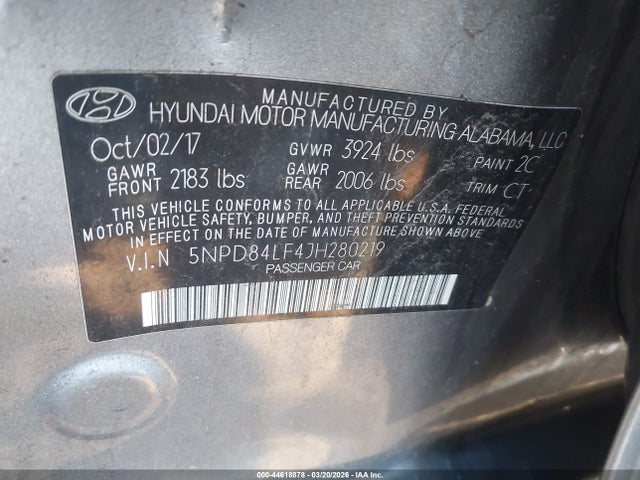 MANUFACTURED BY
HYUNDAI MOTOR MANUFACTURING ALABAMA, LLC
Oct/02/17 GVWR 3924 lbs PAINT 2C
GAWR FRONT 2183 lbs GAWR REAR 2006 lbs TRIM CT
THIS VEHICLE CONFORMS TO ALL APPLICABLE U.S.A. FEDERAL
MOTOR VEHICLE SAFETY, BUMPER, AND THEFT PREVENTION STANDARDS
IN EFFECT ON THE DATE OF MANUFACTURE SHOWN ABOVE.
V.I.N 5NPD84LF4JH280219
PASSENGER CAR
000-44618878 - 03/20/2026 - IAA Inc.